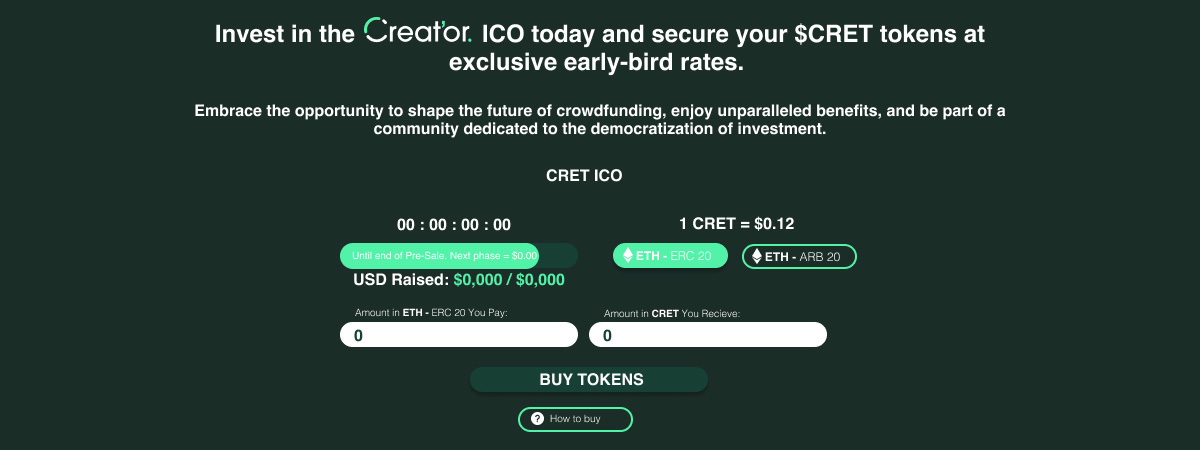 Invest in the Creator. ICO today and secure your $CRET tokens at
exclusive early-bird rates.
Embrace the opportunity to shape the future of crowdfunding, enjoy unparalleled benefits, and be part of a
community dedicated to the democratization of investment.
CRET ICO
00 : 00 : 00 : 00
1 CRET = $0.12
Until end of Pre-Sale. Next phase = $0.00
ETH - ERC 20
ETH - ARB 20
USD Raised: $0,000 / $0,000
Amount in ETH - ERC 20 You Pay:
Amount in CRET You Recieve:
0
0
BUY TOKENS
? How to buy